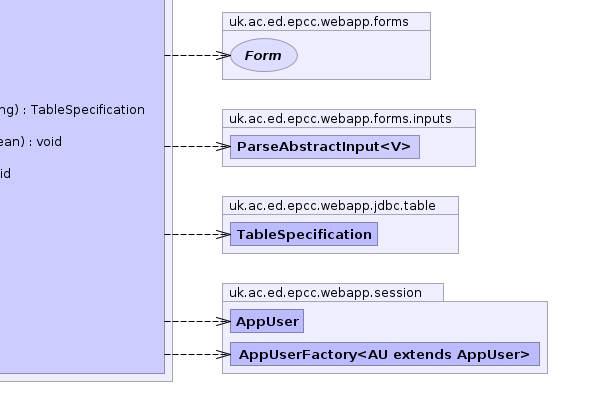 uk.ac.ed.epcc.webapp.forms
Form
ng) : TableSpecification
uk.ac.ed.epcc.webapp.forms.inputs
ean) : void
ParseAbstractInput<V>
id
uk.ac.ed.epcc.webapp.jdbc.table
TableSpecification
uk.ac.ed.epcc.webapp.session
AppUser
AppUserFactory<AU extends AppUser>